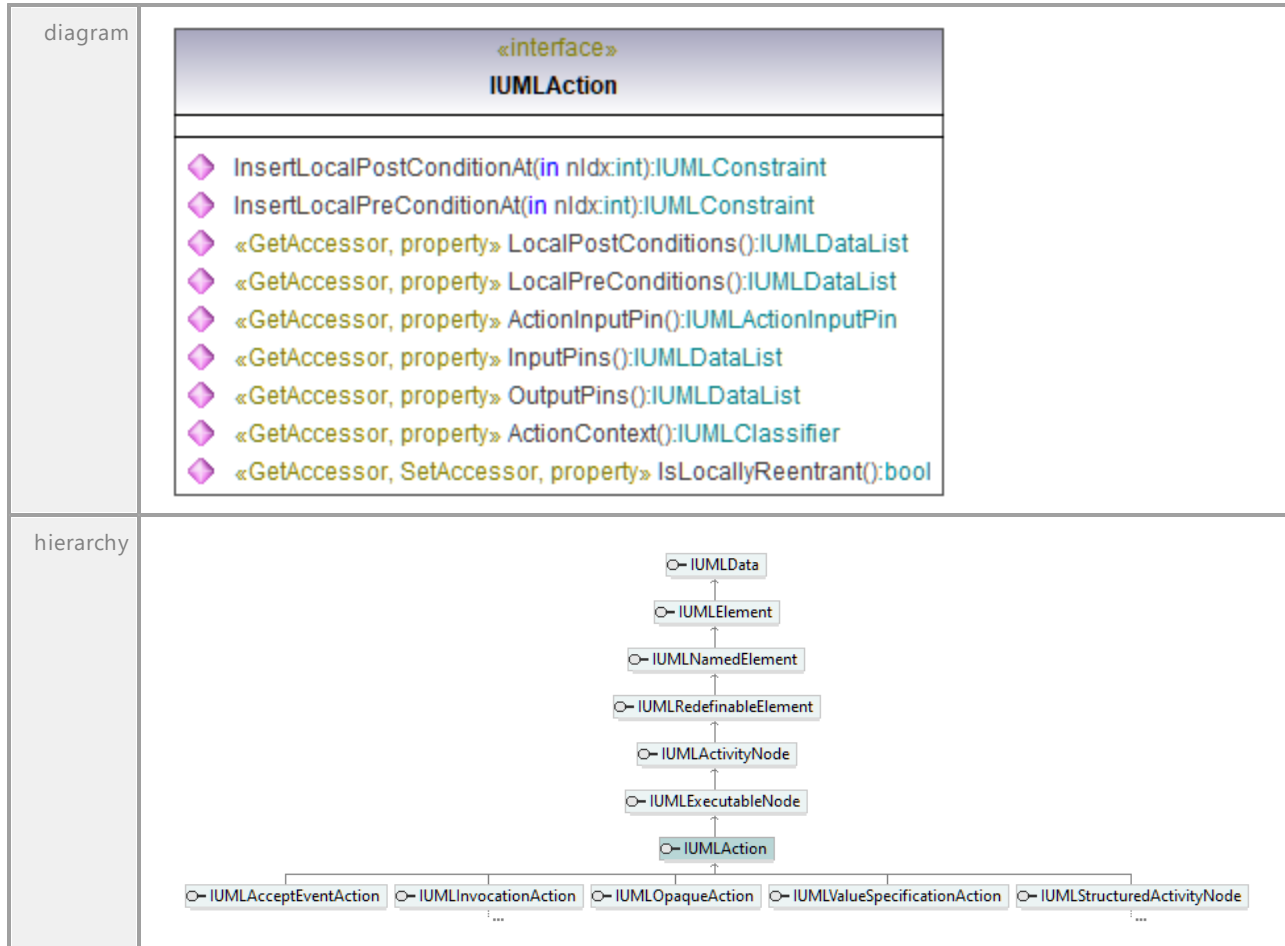 diagram
«interface»
IUMLAction
InsertLocalPostConditionAt(in nIdx:int):IUMLConstraint
InsertLocalPreConditionAt(in nIdx:int):IUMLConstraint
«GetAccessor, property» LocalPostConditions():IUMLDataList
«GetAccessor, property» LocalPreConditions():IUMLDataList
«GetAccessor, property» ActionInputPin():IUMLActionInputPin
«GetAccessor, property» InputPins():IUMLDataList
«GetAccessor, property» OutputPins():IUMLDataList
«GetAccessor, property» ActionContext():IUMLClassifier
«GetAccessor, SetAccessor, property» IsLocallyReentrant():bool
hierarchy
IUMLData
IUMLElement
IUMLNamedElement
IUMLRedefinableElement
IUMLActivityNode
IUMLExecutableNode
IUMLAction
IUMLAcceptEventAction IUMLInvocationAction IUMLOpaqueAction IUMLValueSpecificationAction IUMLStructuredActivityNode
... ...